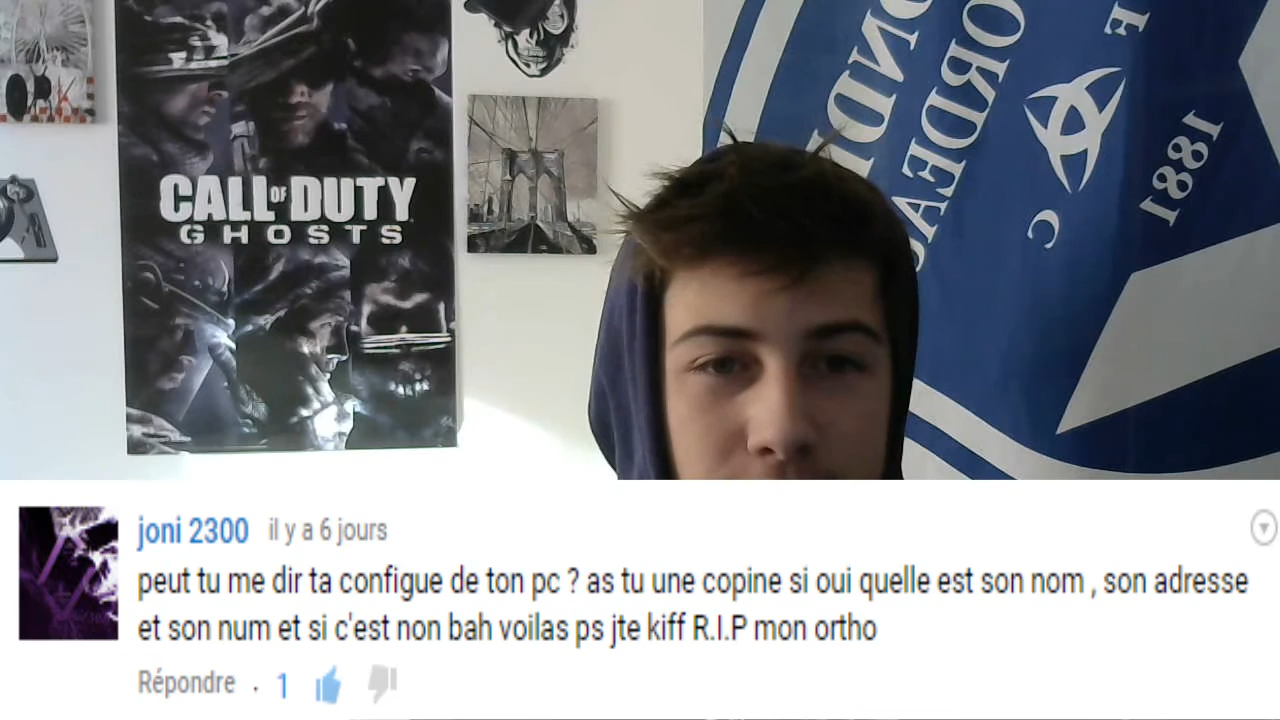 CALL OF DUTY
GHOSTS
ONDI
ORDEA
F
C
1881
joni 2300 il y a 6 jours
peut tu me dir ta configue de ton pc ? as tu une copine si oui quelle est son nom , son adresse
et son num et si c'est non bah voilas ps jte kiff R.I.P mon ortho
Répondre . 1